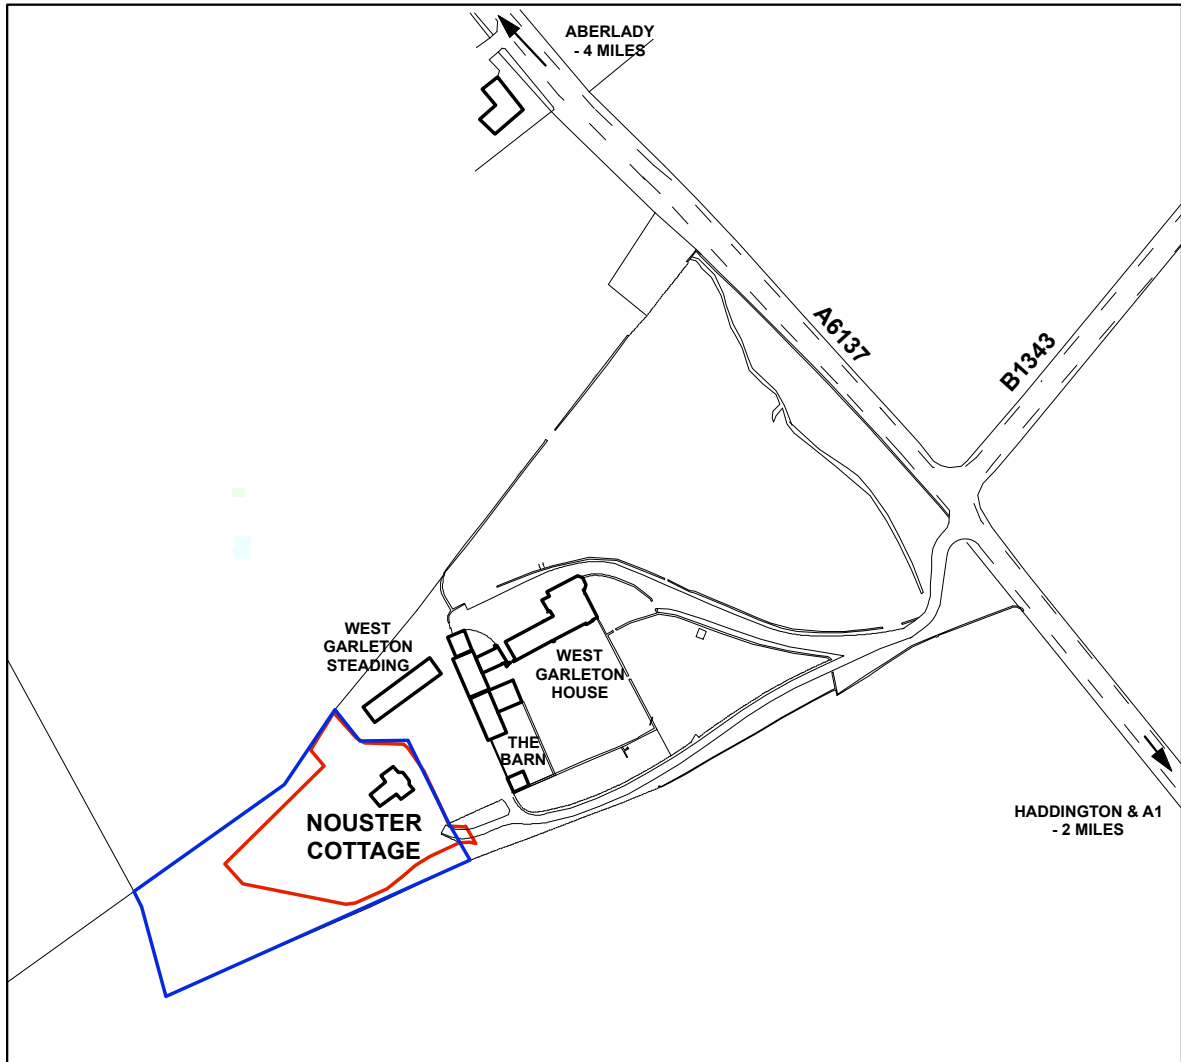 ABERLADY
- 4 MILES
A6137
B1343
WEST
GARLETON
STEADING
WEST
GARLETON
HOUSE
THE
BARN
NOUSTER
COTTAGE
HADDINGTON & A1
- 2 MILES